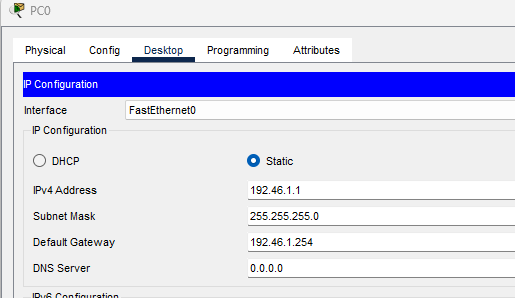 PC0
Physical Config Desktop Programming Attributes
IP Configuration
Interface FastEthernet0
IP Configuration
DHCP Static
IPv4 Address 192.46.1.1
Subnet Mask 255.255.255.0
Default Gateway 192.46.1.254
DNS Server 0.0.0.0
IPv6 Configuration